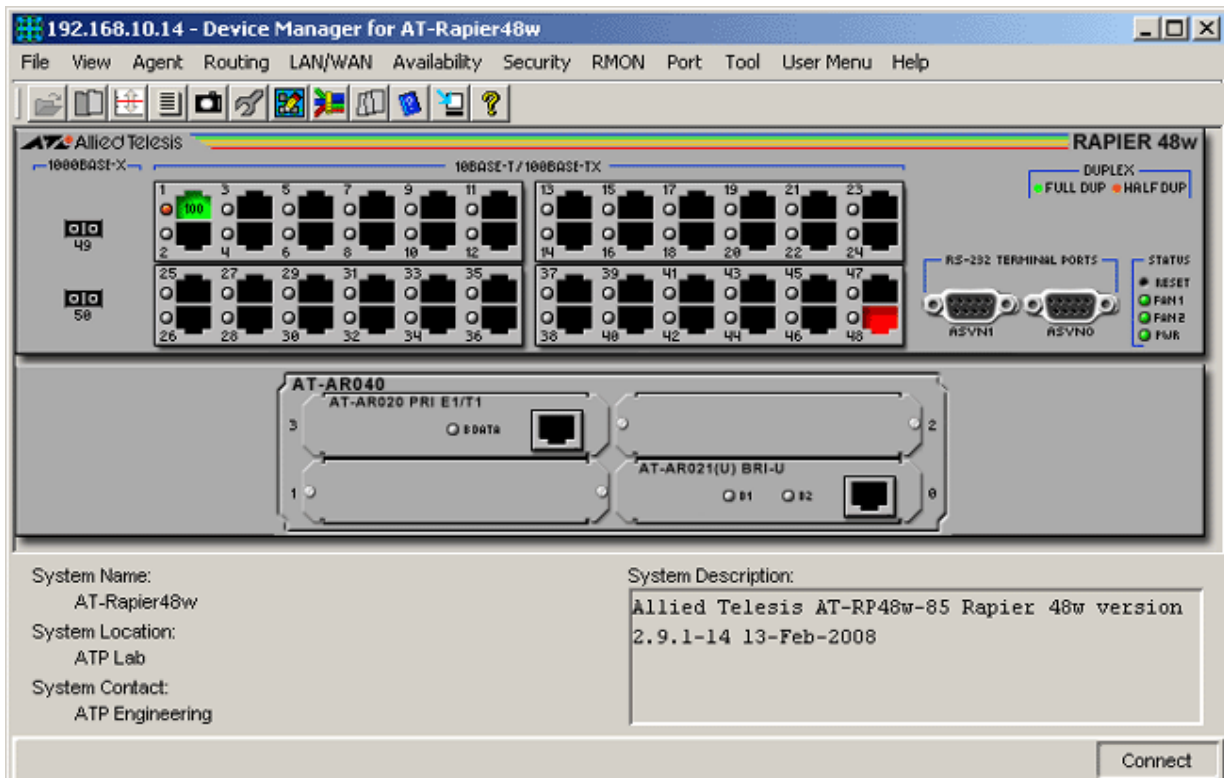 192.168.10.14 - Device Manager for AT-Rapier48w
File View Agent Routing LAN/WAN Availability Security RMON Port Tool User Menu Help
Allied Telesis
RAPIER 48w
1000BASE-X
10BASE-T/100BASE-TX
DUPLEX
FULL DUP HALF DUP
1 3 5 7 9 11 13 15 17 19 21 23
100
49
2 4 6 8 10 12 14 16 18 20 22 24
RS-232 TERMINAL PORTS
STATUS
25 27 29 31 33 35 37 39 41 43 45 47
RESET
FAN1
FAN2
PWR
50
26 28 30 32 34 36 38 40 42 44 46 48
ASYN1 ASYN0
AT-AR040
AT-AR020 PRI E1/T1
3 BDATA 2
AT-AR021(U) BRI-U
1 B1 B2 0
System Name:
AT-Rapier48w
System Location:
ATP Lab
System Contact:
ATP Engineering
System Description:
Allied Telesis AT-RP48w-85 Rapier 48w version
2.9.1-14 13-Feb-2008
Connect